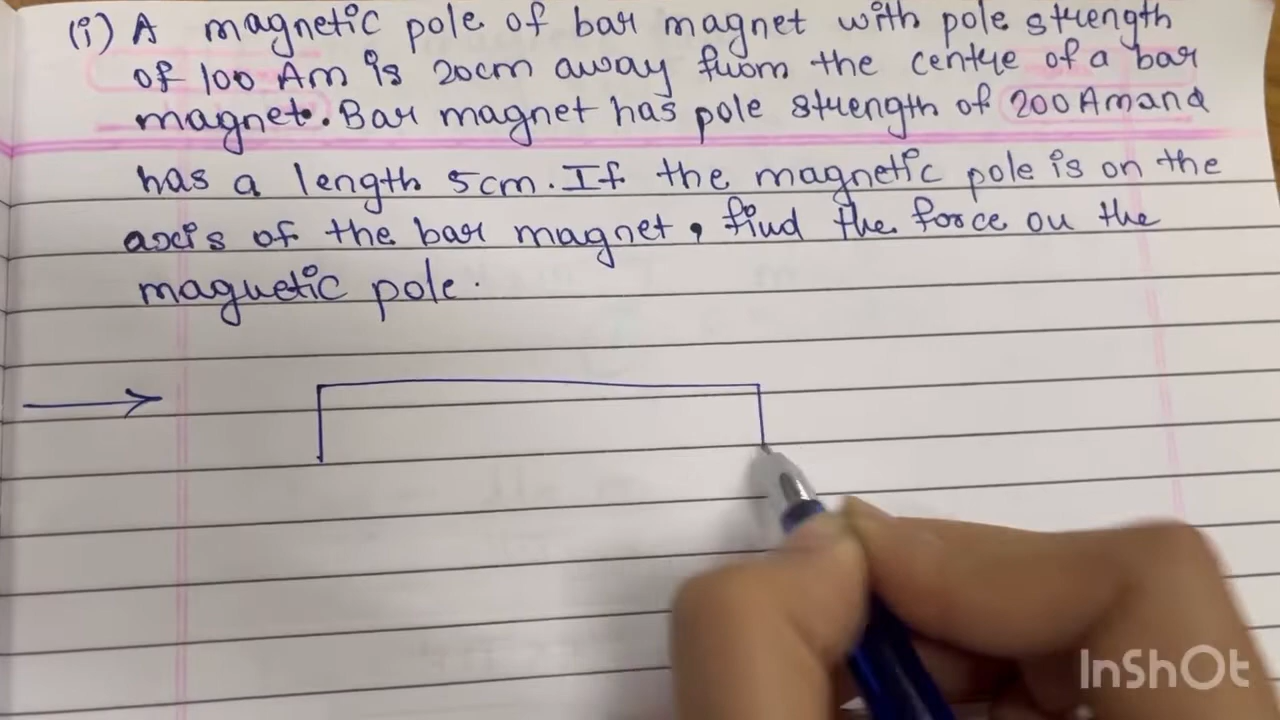 (i) A magnetic pole of bar magnet with pole strength
of 100 Am is 20cm away from the centre of a bar
magnet. Bar magnet has pole strength of 200 Am and
has a length 5cm. If the magnetic pole is on the
axis of the bar magnet, find the force on the
magnetic pole.
InShOt